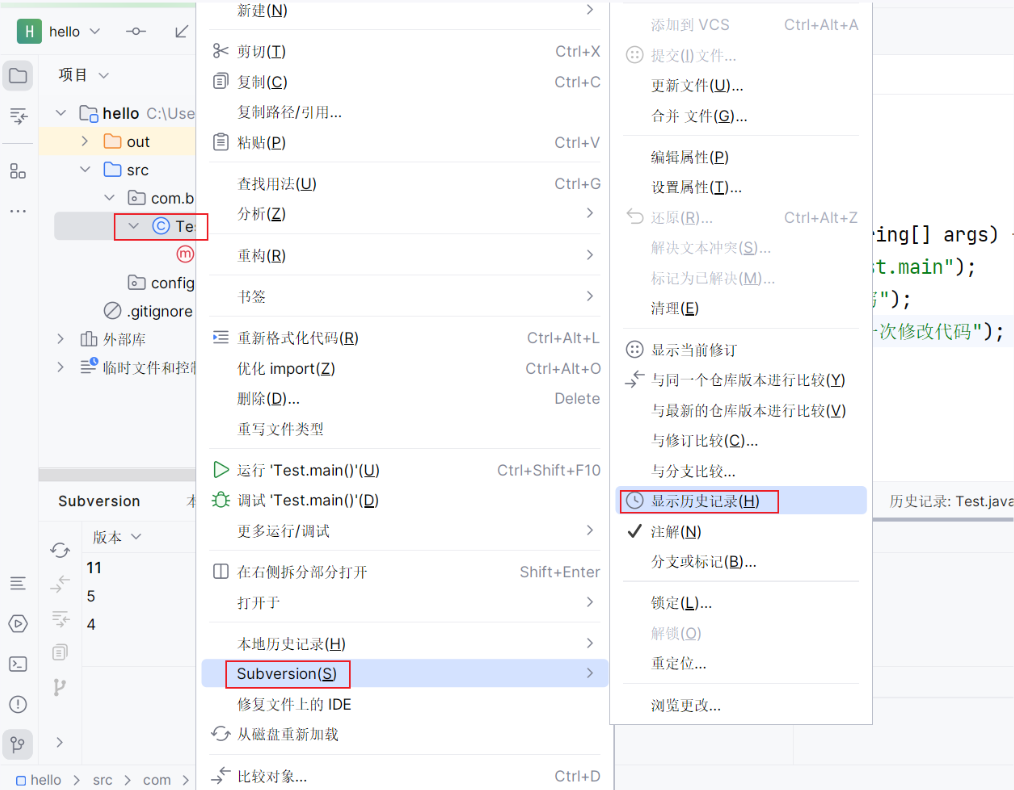 H hello
项目
hello C:\Use
out
src
com.b
Te
m
config
.gitignore
外部库
临时文件和控制
Subversion
版本
11
5
4
hello > src > com >
新建(N)
剪切(T) Ctrl+X
复制(C) Ctrl+C
复制路径/引用...
粘贴(P) Ctrl+V
查找用法(U) Ctrl+G
分析(Z)
重构(R)
书签
重新格式化代码(R) Ctrl+Alt+L
优化 import(Z) Ctrl+Alt+O
删除(D)... Delete
重写文件类型
运行 'Test.main()'(U) Ctrl+Shift+F10
调试 'Test.main()'(D)
更多运行/调试
在右侧拆分部分打开 Shift+Enter
打开于
本地历史记录(H)
Subversion(S)
修复文件上的 IDE
从磁盘重新加载
比较对象... Ctrl+D
添加到 VCS Ctrl+Alt+A
提交(I)文件...
更新文件(U)...
合并 文件(G)...
编辑属性(P)
设置属性(T)...
还原(R)... Ctrl+Alt+Z
解决文本冲突(S)...
标记为已解决(M)...
清理(E)
显示当前修订
与同一个仓库版本进行比较(Y)
与最新的仓库版本进行比较(V)
与修订比较(C)...
与分支比较...
显示历史记录(H)
注解(N)
分支或标记(B)...
锁定(L)...
解锁(O)
重定位...
浏览更改...
ring[] args)
st.main");
");
一次修改代码");
历史记录: Test.java